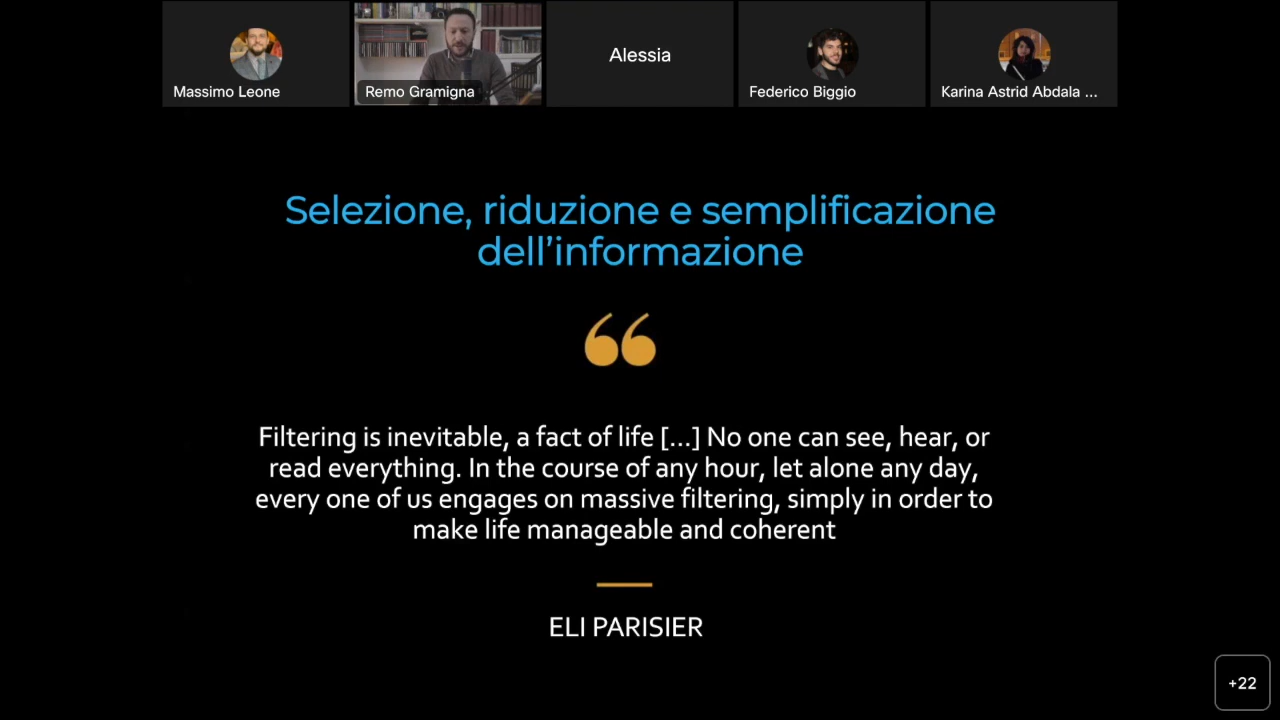 Massimo Leone
Remo Gramigna
Alessia
Federico Biggio
Karina Astrid Abdala ...
Selezione, riduzione e semplificazione
dell’informazione
“
Filtering is inevitable, a fact of life [...] No one can see, hear, or
read everything. In the course of any hour, let alone any day,
every one of us engages on massive filtering, simply in order to
make life manageable and coherent
ELI PARISIER
+22